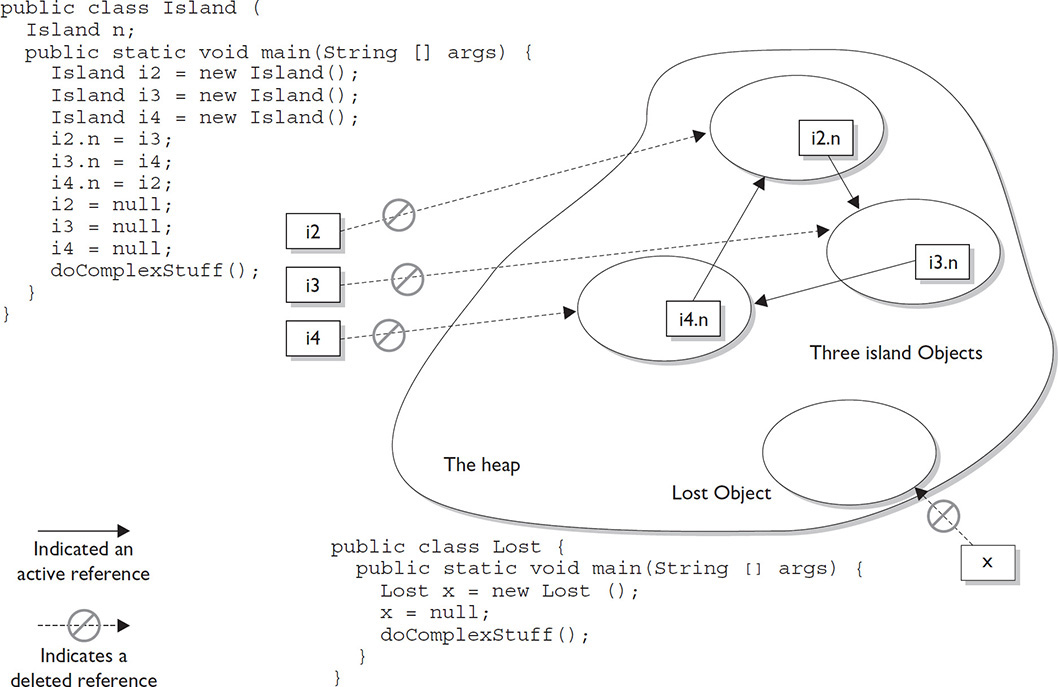 public class Island (
Island n;
public static void main(String [] args) {
Island i2 = new Island();
Island i3 = new Island();
Island i4 = new Island();
i2.n = i3;
i3.n = i4;
i4.n = i2;
i2 = null;
i3 = null;
i4 = null;
doComplexStuff();
}
}
i2
i3
i4
i2.n
i3.n
i4.n
Three island Objects
The heap
Lost Object
x
Indicated an
active reference
Indicates a
deleted reference
public class Lost {
public static void main(String [] args) {
Lost x = new Lost ();
x = null;
doComplexStuff();
}
}